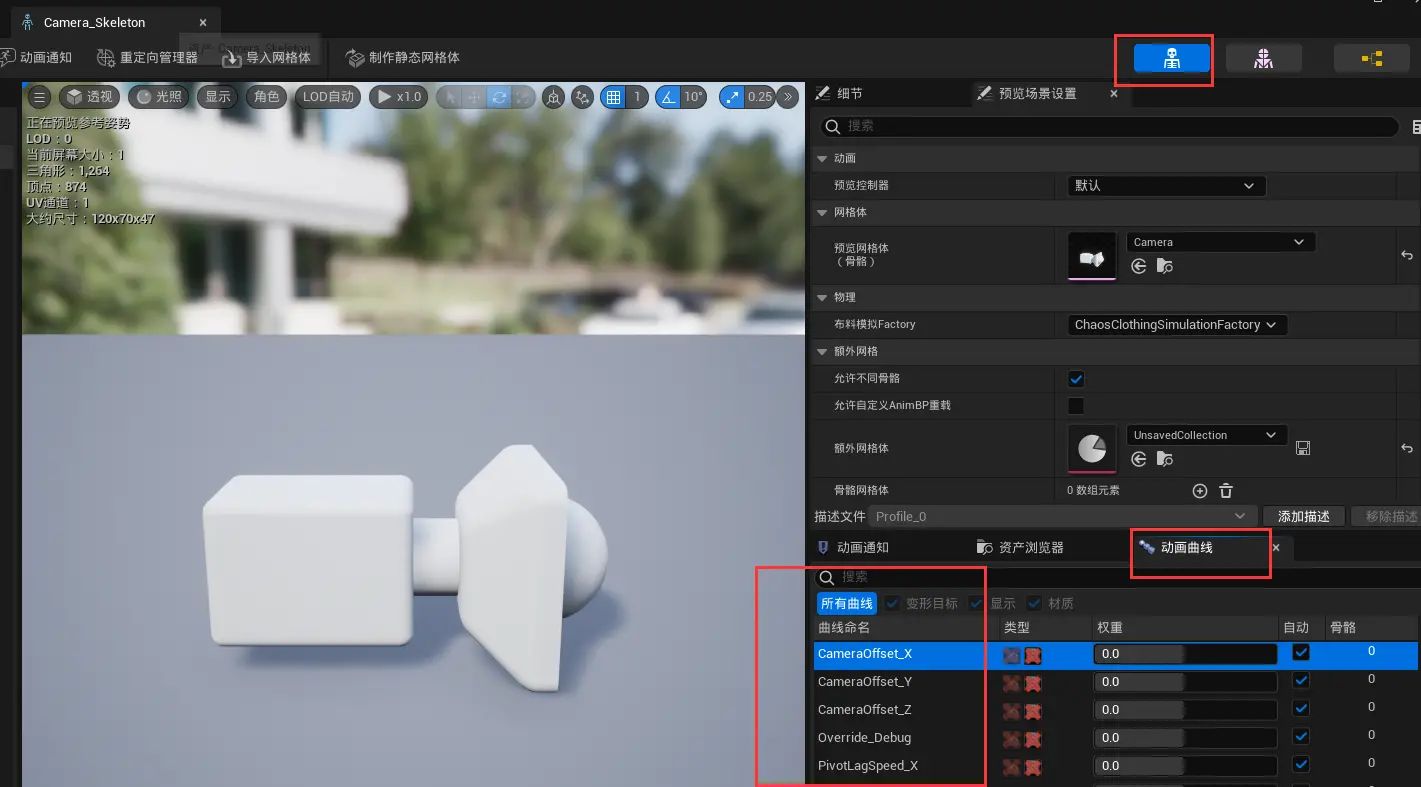 Camera_Skeleton
动画通知 重定向管理器 导入网格体 制作静态网格体
透视 光照 显示 角色 LOD自动 x1.0 1 10° 0.25
正在预览参考姿势
LOD：0
当前屏幕大小：1
三角形：1,264
顶点：874
UV通道：1
大约尺寸：120x70x47
细节 预览场景设置
搜索
动画
预览控制器 默认
网格体
预览网格体
（骨骼） Camera
物理
布料模拟Factory ChaosClothingSimulationFactory
额外网格
允许不同骨骼
允许自定义AnimBP重载
额外网格体 UnsavedCollection
骨骼网格体 0 数组元素
描述文件 Profile_0 添加描述 移除描述
动画通知 资产浏览器 动画曲线
搜索
所有曲线 变形目标 显示 材质
曲线命名 类型 权重 自动 骨骼
CameraOffset_X 0.0 0
CameraOffset_Y 0.0 0
CameraOffset_Z 0.0 0
Override_Debug 0.0 0
PivotLagSpeed_X 0.0 0